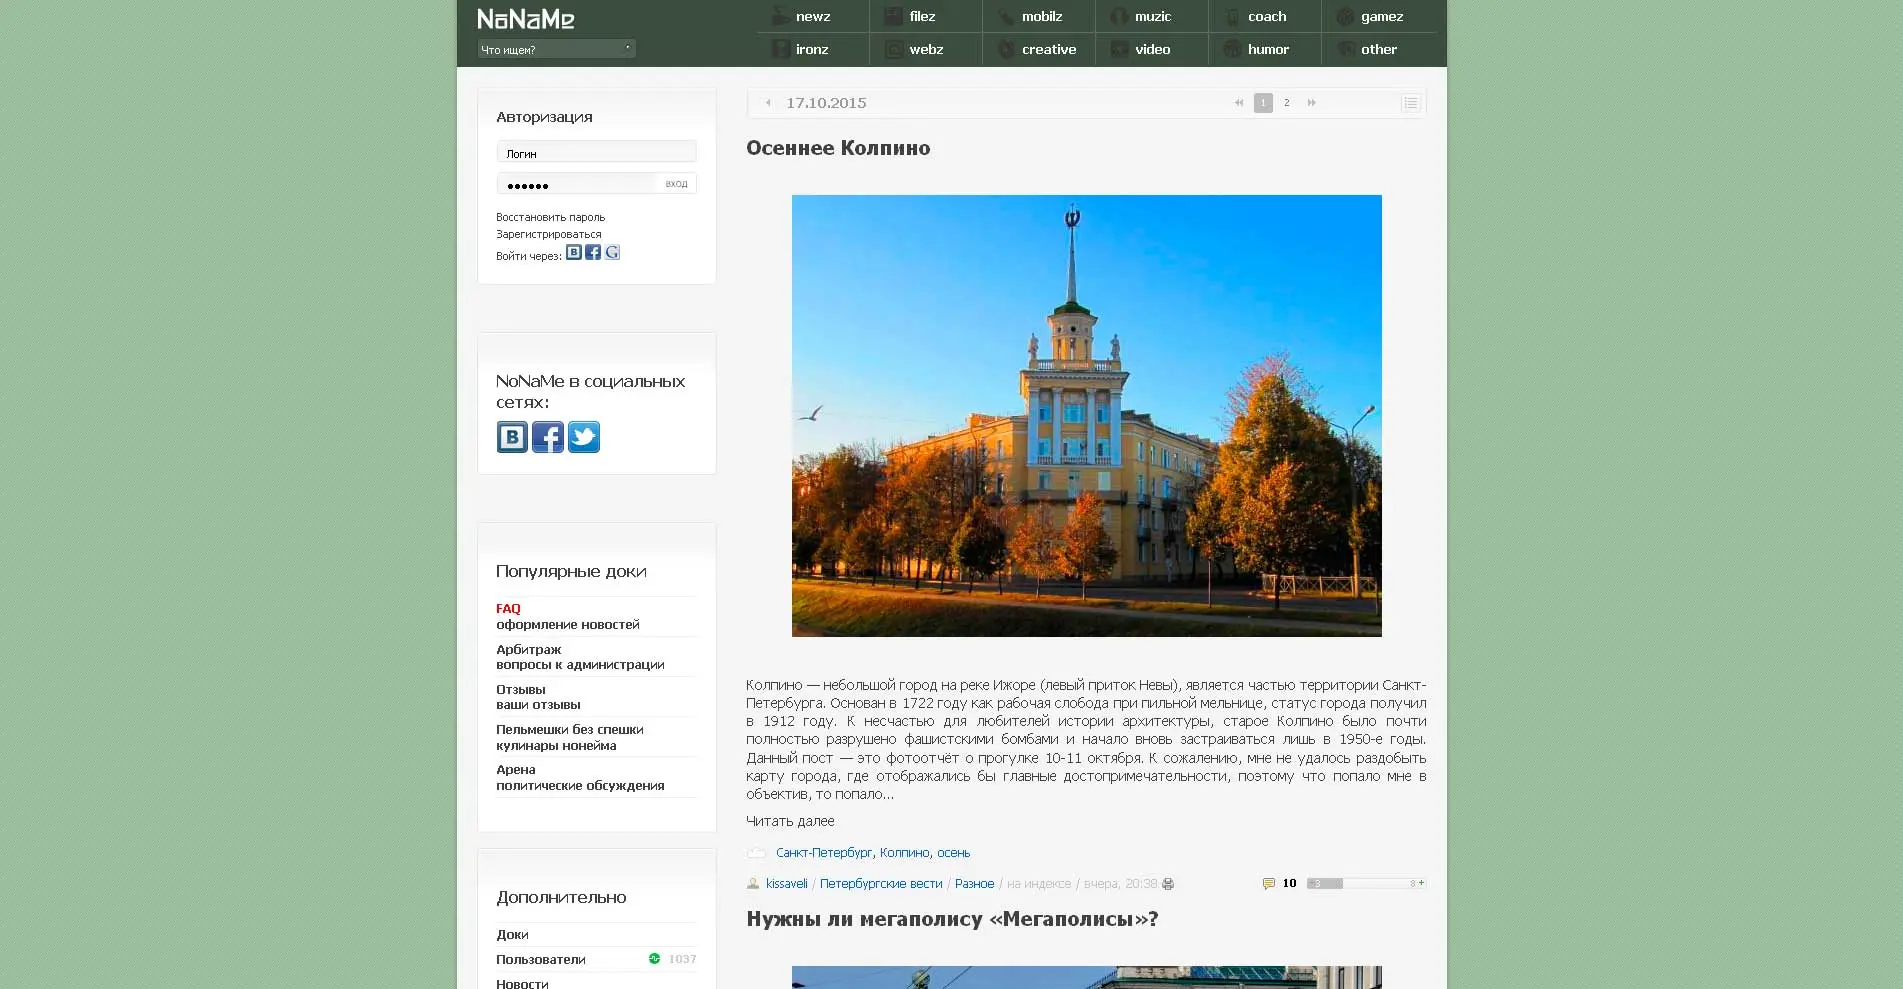 NoNaMe
Что ищем?
newz
filez
mobilz
muzic
coach
gamez
ironz
webz
creative
video
humor
other
Авторизация
Логин
вход
Восстановить пароль
Зарегистрироваться
Войти через:
NoNaMe в социальных
сетях:
Популярные доки
FAQ
оформление новостей
Арбитраж
вопросы к администрации
Отзывы
ваши отзывы
Пельмешки без спешки
кулинары нонейма
Арена
политические обсуждения
Дополнительно
Доки
Пользователи 1037
Новости
17.10.2015
1 2
Осеннее Колпино
Колпино — небольшой город на реке Ижоре (левый приток Невы), является частью территории Санкт-
Петербурга. Основан в 1722 году как рабочая слобода при пильной мельнице, статус города получил
в 1912 году. К несчастью для любителей истории архитектуры, старое Колпино было почти
полностью разрушено фашистскими бомбами и начало вновь застраиваться лишь в 1950-е годы.
Данный пост — это фотоотчёт о прогулке 10-11 октября. К сожалению, мне не удалось раздобыть
карту города, где отображались бы главные достопримечательности, поэтому что попало мне в
объектив, то попало...
Читать далее
Санкт-Петербург, Колпино, осень
kissaveli / Петербургские вести / Разное / на индексе / вчера, 20:38
10
−3 8 +
Нужны ли мегаполису «Мегаполисы»?